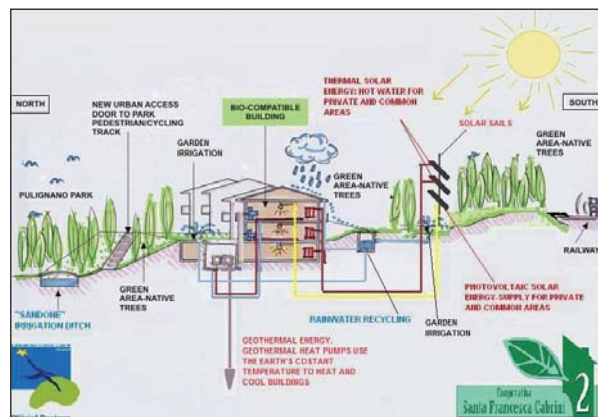 NORTH
NEW URBAN ACCESS
DOOR TO PARK
PEDESTRIAN/CYCLING
TRACK
GARDEN
IRRIGATION
BIO-COMPATIBLE
BUILDING
THERMAL SOLAR
ENERGY: HOT WATER FOR
PRIVATE AND COMMON
AREAS
SOLAR SAILS
SOUTH
GREEN
AREA-NATIVE
TREES
PULIGNANO PARK
GREEN
AREA-NATIVE
TREES
RAILWAY
GREEN
AREA-NATIVE
TREES
"SANDONE"
IRRIGATION DITCH
RAINWATER RECYCLING
GARDEN
IRRIGATION
PHOTOVOLTAIC SOLAR
ENERGY-SUPPLY FOR PRIVATE
AND COMMON AREAS
GEOTHERMAL ENERGY.
GEOTHERMAL HEAT PUMPS USE
THE EARTH'S COSTANT
TEMPERATURE TO HEAT AND
COOL BUILDINGS
Cooperativa
Santa Francesca Cabrini
2